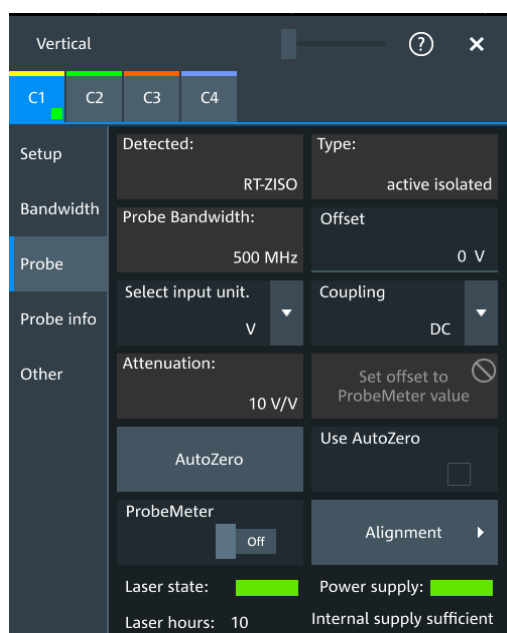 Vertical
?
C1
C2
C3
C4
Setup
Bandwidth
Probe
Probe info
Other
Detected:
RT-ZISO
Type:
active isolated
Probe Bandwidth:
500 MHz
Offset
0 V
Select input unit.
V
Coupling
DC
Attenuation:
10 V/V
Set offset to
ProbeMeter value
AutoZero
Use AutoZero
ProbeMeter
Off
Alignment
Laser state:
Power supply:
Laser hours: 10
Internal supply sufficient